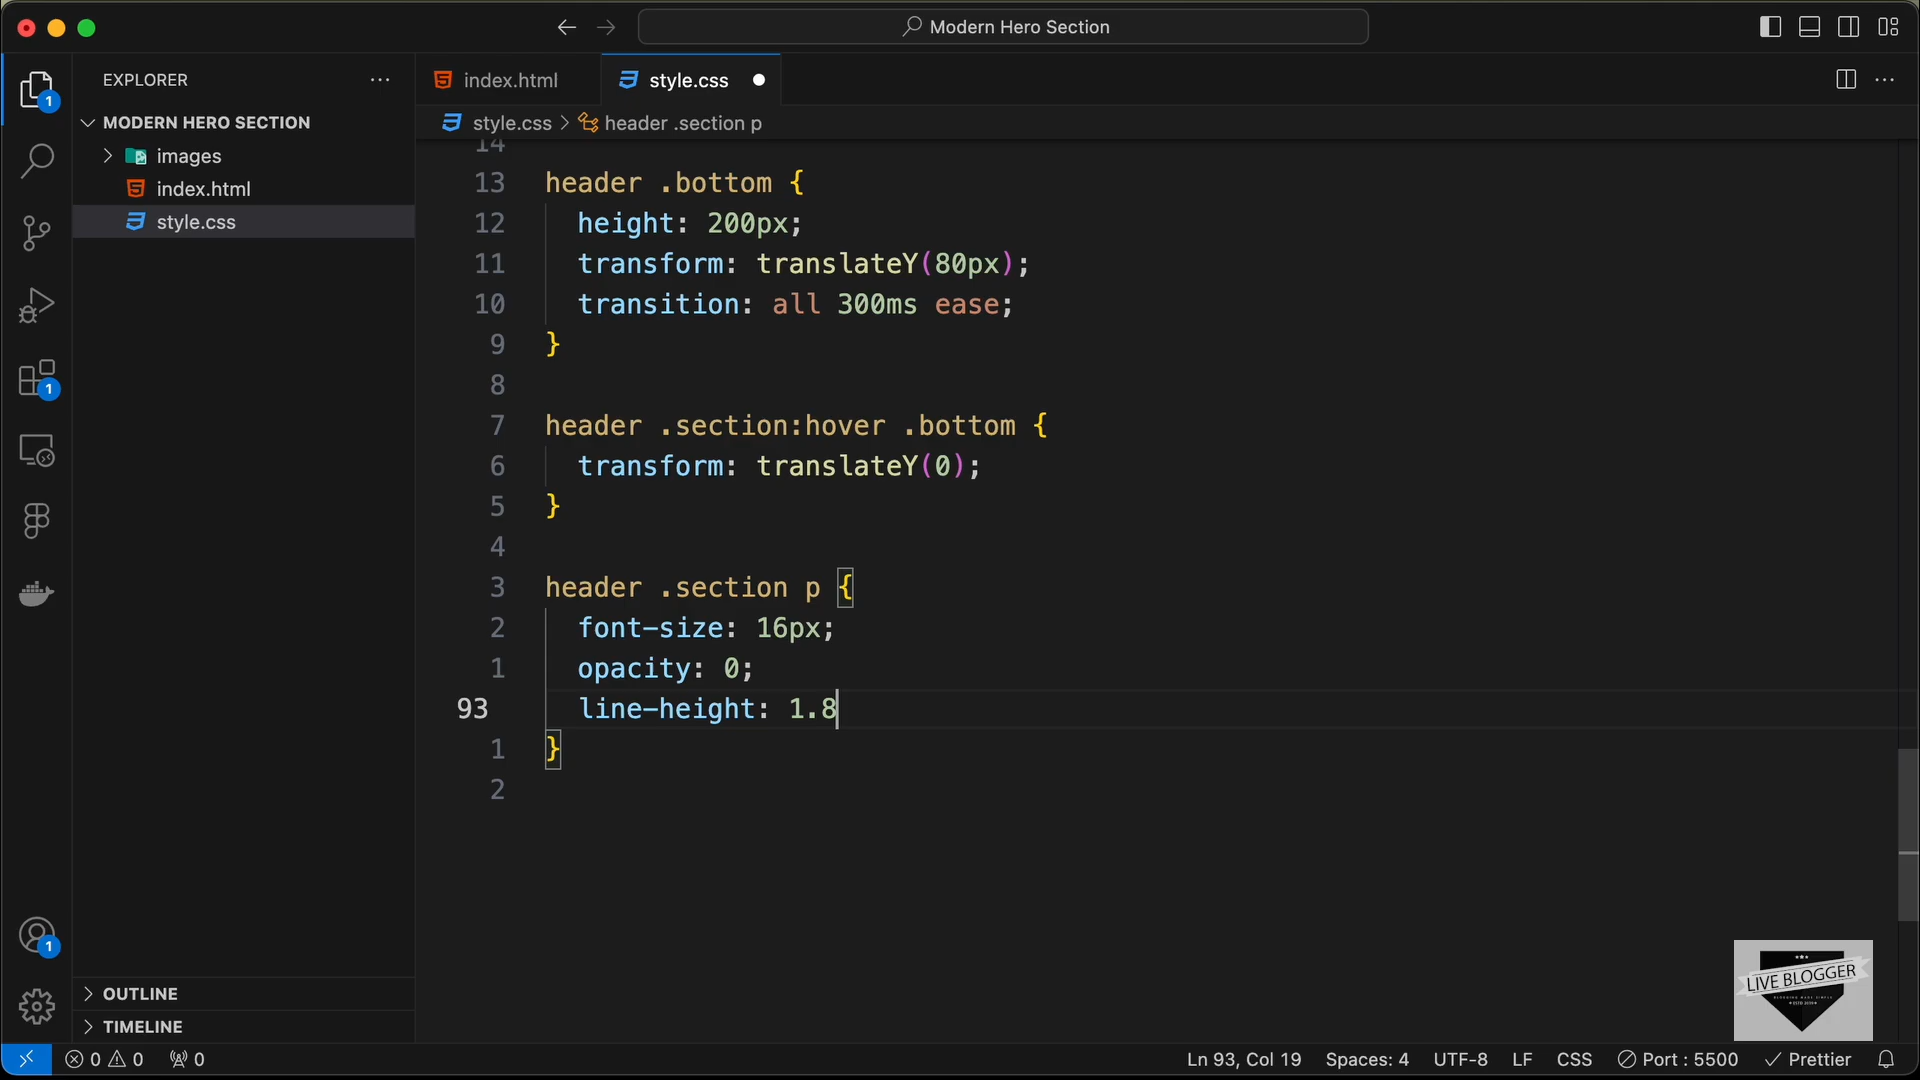 Modern Hero Section
EXPLORER
index.html
style.css
MODERN HERO SECTION
style.css > header .section p
images
index.html
style.css
14
13 header .bottom {
12 height: 200px;
11 transform: translateY(80px);
10 transition: all 300ms ease;
9 }
8
7 header .section:hover .bottom {
6 transform: translateY(0);
5 }
4
3 header .section p {
2 font-size: 16px;
1 opacity: 0;
93 line-height: 1.8
1 }
2
1
1
1
OUTLINE
TIMELINE
LIVE BLOGGER
0 0 0
Ln 93, Col 19 Spaces: 4 UTF-8 LF CSS Port : 5500 Prettier